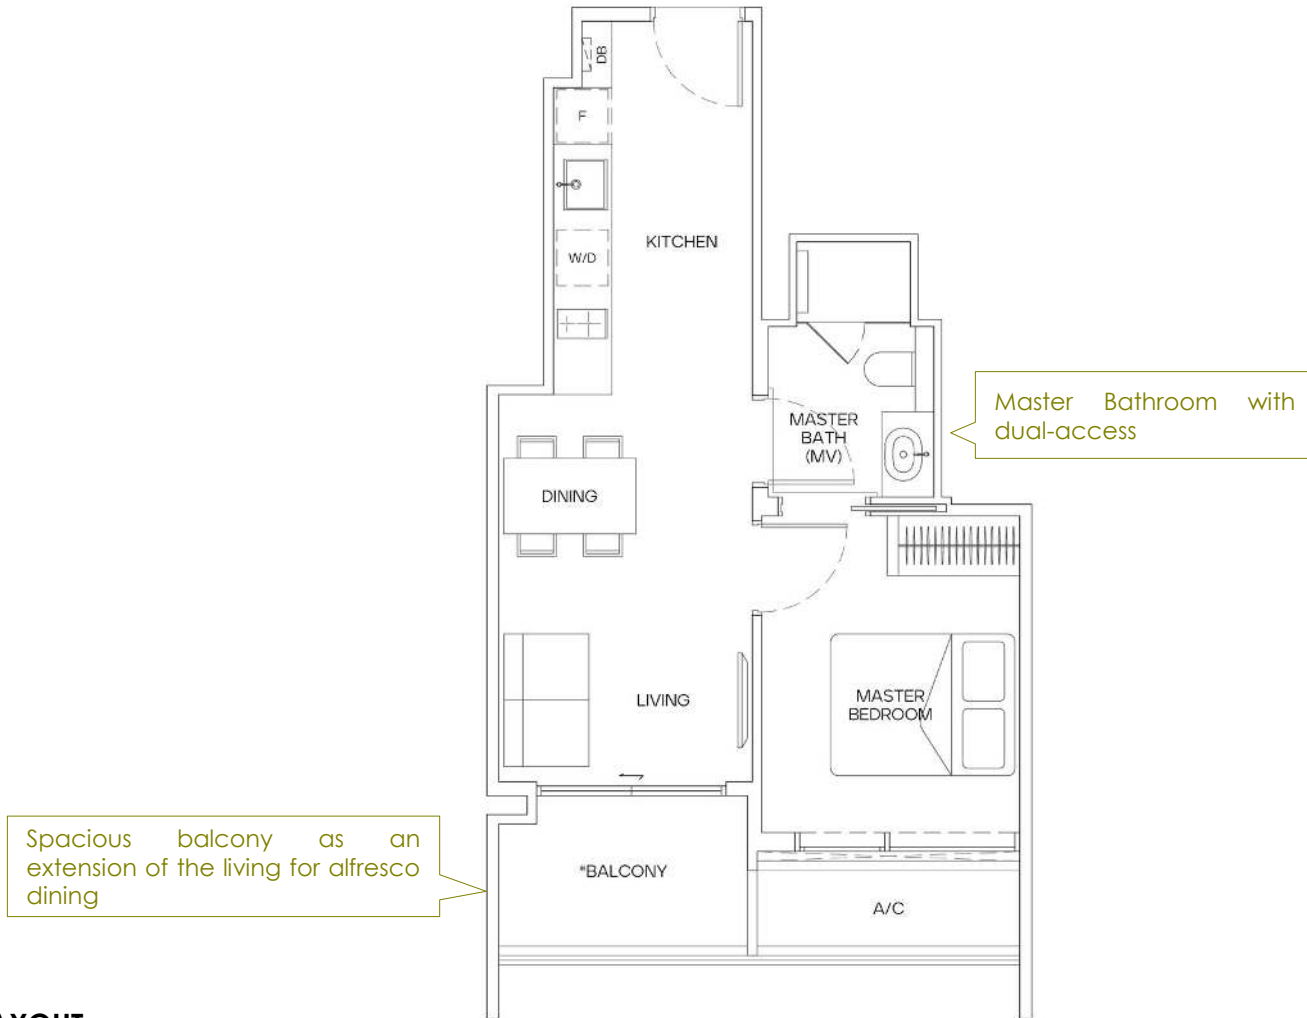 DB
F
KITCHEN
W/D
MASTER
BATH
(MV)
Master Bathroom with
dual-access
DINING
LIVING
MASTER
BEDROOM
Spacious balcony as an
extension of the living for alfresco
dining
*BALCONY
A/C